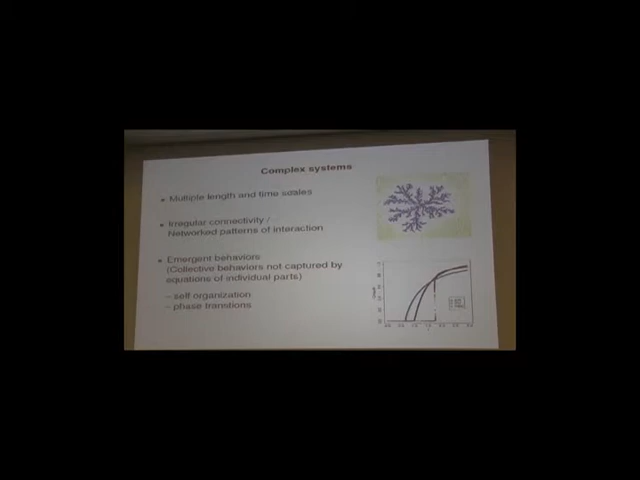 Complex systems
Multiple length and time scales
Irregular connectivity /
Networked patterns of interaction
Emergent behaviors
(Collective behaviors not captured by
equations of individual parts)
– self organization
– phase transtions